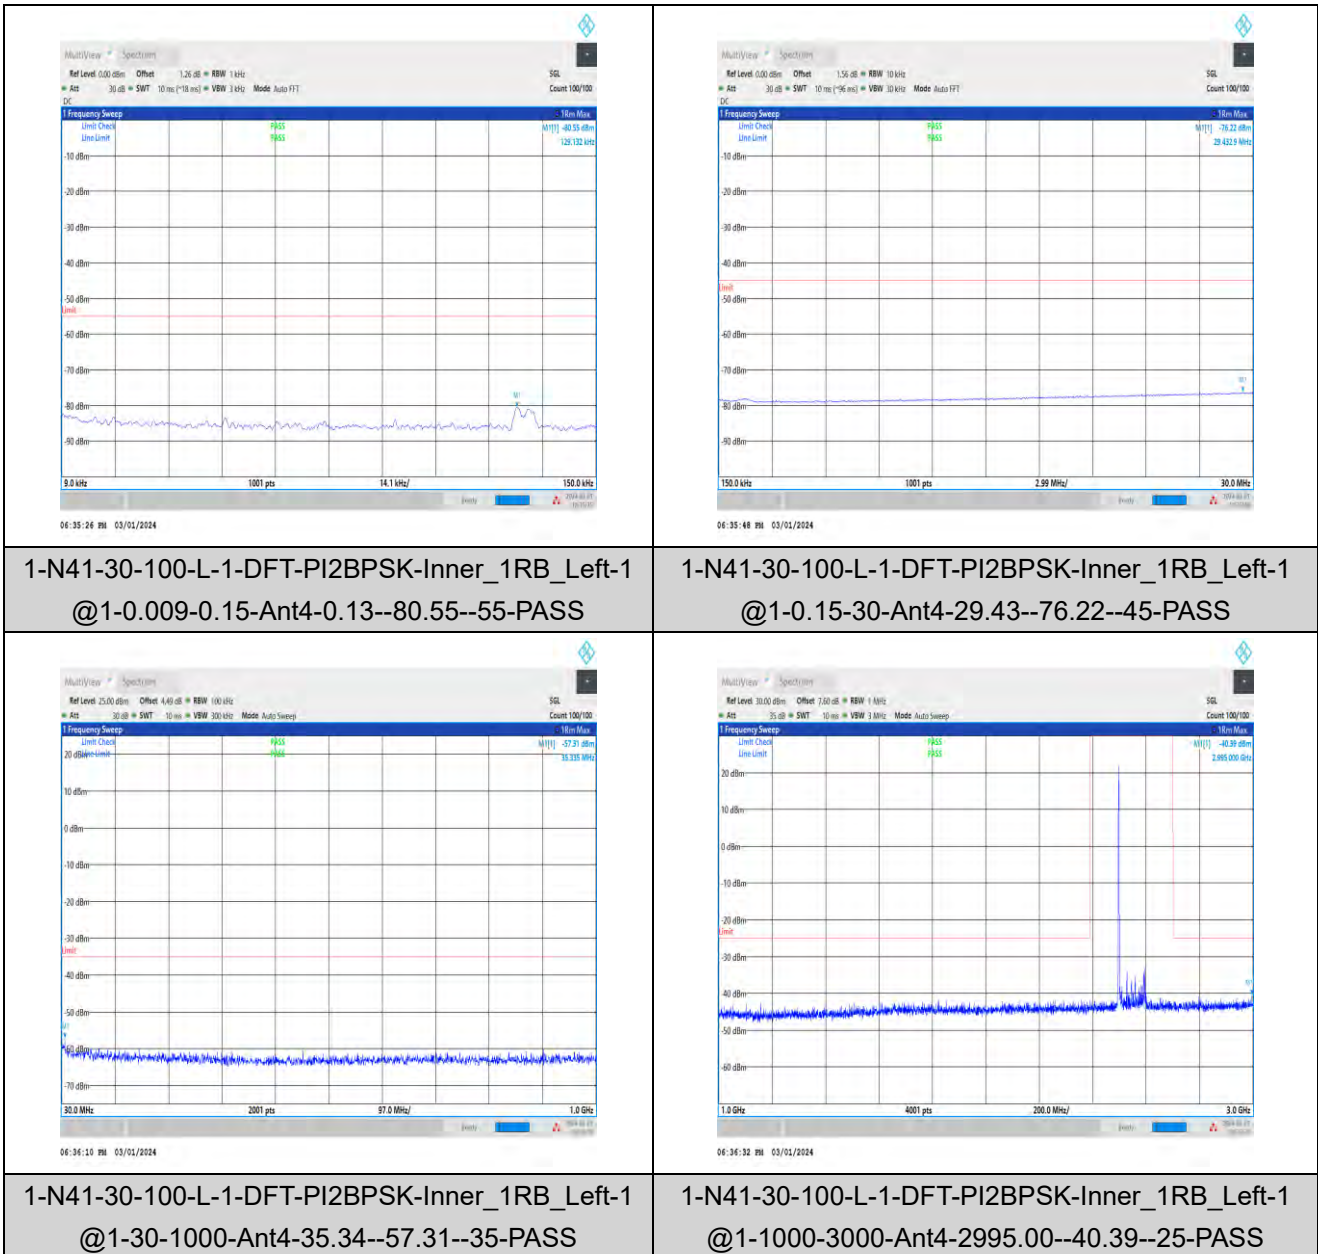 MultiView Spectrum
Ref Level 0.00 dBm Offset 1.26 dB RBW 1 kHz SGL
Att 30 dB SWT 10 ms (~18 ms) VBW 3 kHz Mode Auto FFT Count 100/100
DC
1 Frequency Sweep 1Rm Max
Limit Check PASS M1[1] -80.55 dBm
Line Limit PASS 129.132 kHz
-10 dBm
-20 dBm
-30 dBm
-40 dBm
-50 dBm
Limit
-60 dBm
-70 dBm
M1
-80 dBm
-90 dBm
9.0 kHz 1001 pts 14.1 kHz/ 150.0 kHz
Ready
06:35:26 PM 03/01/2024
1-N41-30-100-L-1-DFT-PI2BPSK-Inner_1RB_Left-1
@1-0.009-0.15-Ant4-0.13--80.55--55-PASS
MultiView Spectrum
Ref Level 0.00 dBm Offset 1.56 dB RBW 10 kHz SGL
Att 30 dB SWT 10 ms (~96 ms) VBW 30 kHz Mode Auto FFT Count 100/100
DC
1 Frequency Sweep 1Rm Max
Limit Check PASS M1[1] -76.22 dBm
Line Limit PASS 29.432 9 MHz
-10 dBm
-20 dBm
-30 dBm
-40 dBm
Limit
-50 dBm
-60 dBm
-70 dBm
M1
-80 dBm
-90 dBm
150.0 kHz 1001 pts 2.99 MHz/ 30.0 MHz
Ready
06:35:48 PM 03/01/2024
1-N41-30-100-L-1-DFT-PI2BPSK-Inner_1RB_Left-1
@1-0.15-30-Ant4-29.43--76.22--45-PASS
MultiView Spectrum
Ref Level 25.00 dBm Offset 4.49 dB RBW 100 kHz SGL
Att 30 dB SWT 10 ms VBW 300 kHz Mode Auto Sweep Count 100/100
1 Frequency Sweep 1Rm Max
Limit Check PASS M1[1] -57.31 dBm
20 dBm Line Limit PASS 35.335 MHz
10 dBm
0 dBm
-10 dBm
-20 dBm
-30 dBm
Limit
-40 dBm
-50 dBm
M1
-60 dBm
-70 dBm
30.0 MHz 2001 pts 97.0 MHz/ 1.0 GHz
Ready
06:36:10 PM 03/01/2024
1-N41-30-100-L-1-DFT-PI2BPSK-Inner_1RB_Left-1
@1-30-1000-Ant4-35.34--57.31--35-PASS
MultiView Spectrum
Ref Level 30.00 dBm Offset 7.60 dB RBW 1 MHz SGL
Att 35 dB SWT 10 ms VBW 3 MHz Mode Auto Sweep Count 100/100
1 Frequency Sweep 1Rm Max
Limit Check PASS M1[1] -40.39 dBm
Line Limit PASS 2.995 000 GHz
20 dBm
10 dBm
0 dBm
-10 dBm
-20 dBm
Limit
-30 dBm
M1
-40 dBm
-50 dBm
-60 dBm
1.0 GHz 4001 pts 200.0 MHz/ 3.0 GHz
Ready
06:36:32 PM 03/01/2024
1-N41-30-100-L-1-DFT-PI2BPSK-Inner_1RB_Left-1
@1-1000-3000-Ant4-2995.00--40.39--25-PASS